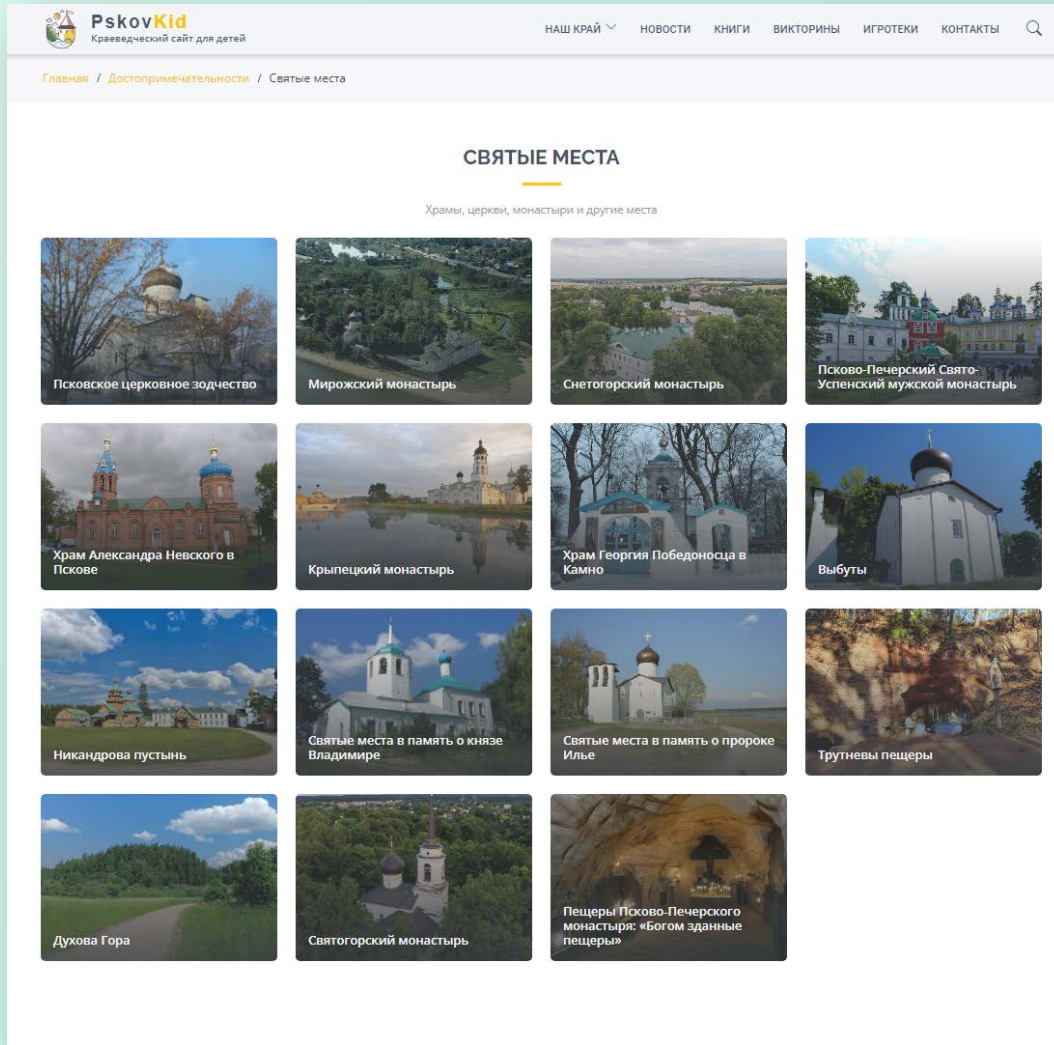 PskovKid
Краеведческий сайт для детей
НАШ КРАЙ НОВОСТИ КНИГИ ВИКТОРИНЫ ИГРОТЕКИ КОНТАКТЫ
Главная / Достопримечательности / Святые места
СВЯТЫЕ МЕСТА
Храмы, церкви, монастыри и другие места
Псковское церковное зодчество
Мирожский монастырь
Снетогорский монастырь
Псково-Печерский Свято-
Успенский мужской монастырь
Храм Александра Невского в
Пскове
Крыпецкий монастырь
Храм Георгия Победоносца в
Камно
Выбуты
Никандрова пустынь
Святые места в память о князе
Владимире
Святые места в память о пророке
Илье
Трутневы пещеры
Духова Гора
Святогорский монастырь
Пещеры Псково-Печерского
монастыря: «Богом зданные
пещеры»